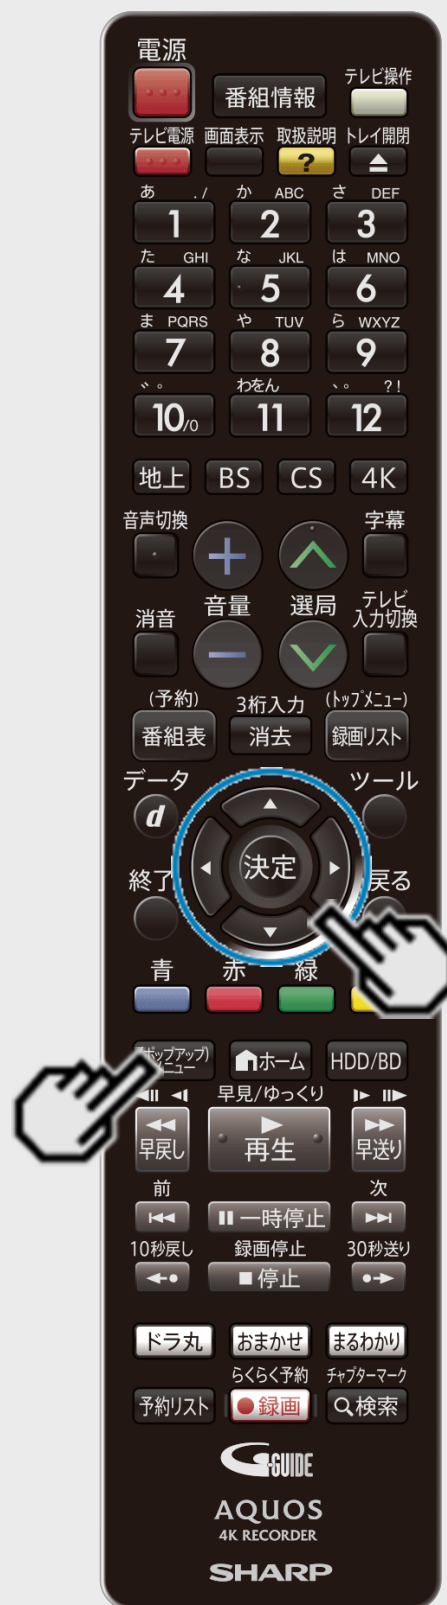 電源
番組情報
テレビ操作
テレビ電源 画面表示 取扱説明 トレイ開閉
?
あ ./ か ABC さ DEF
1 2 3
た GHI な JKL は MNO
4 5 6
ま PQRS や TUV ら WXYZ
7 8 9
゛゜ わをん 、。 ?!
10/0 11 12
地上 BS CS 4K
音声切換 字幕
+
消音 音量 選局 テレビ
入力切換
−
(予約) 3桁入力 (トップメニュー)
番組表 消去 録画リスト
データ ツール
d
決定
終了 戻る
青 赤 緑
ホーム HDD/BD
早見/ゆっくり
早戻し 再生 早送り
前 次
一時停止
10秒戻し 録画停止 30秒送り
停止
ドラ丸 おまかせ まるわかり
らくらく予約 チャプターマーク
予約リスト 録画 検索
G-GUIDE
AQUOS
4K RECORDER
SHARP